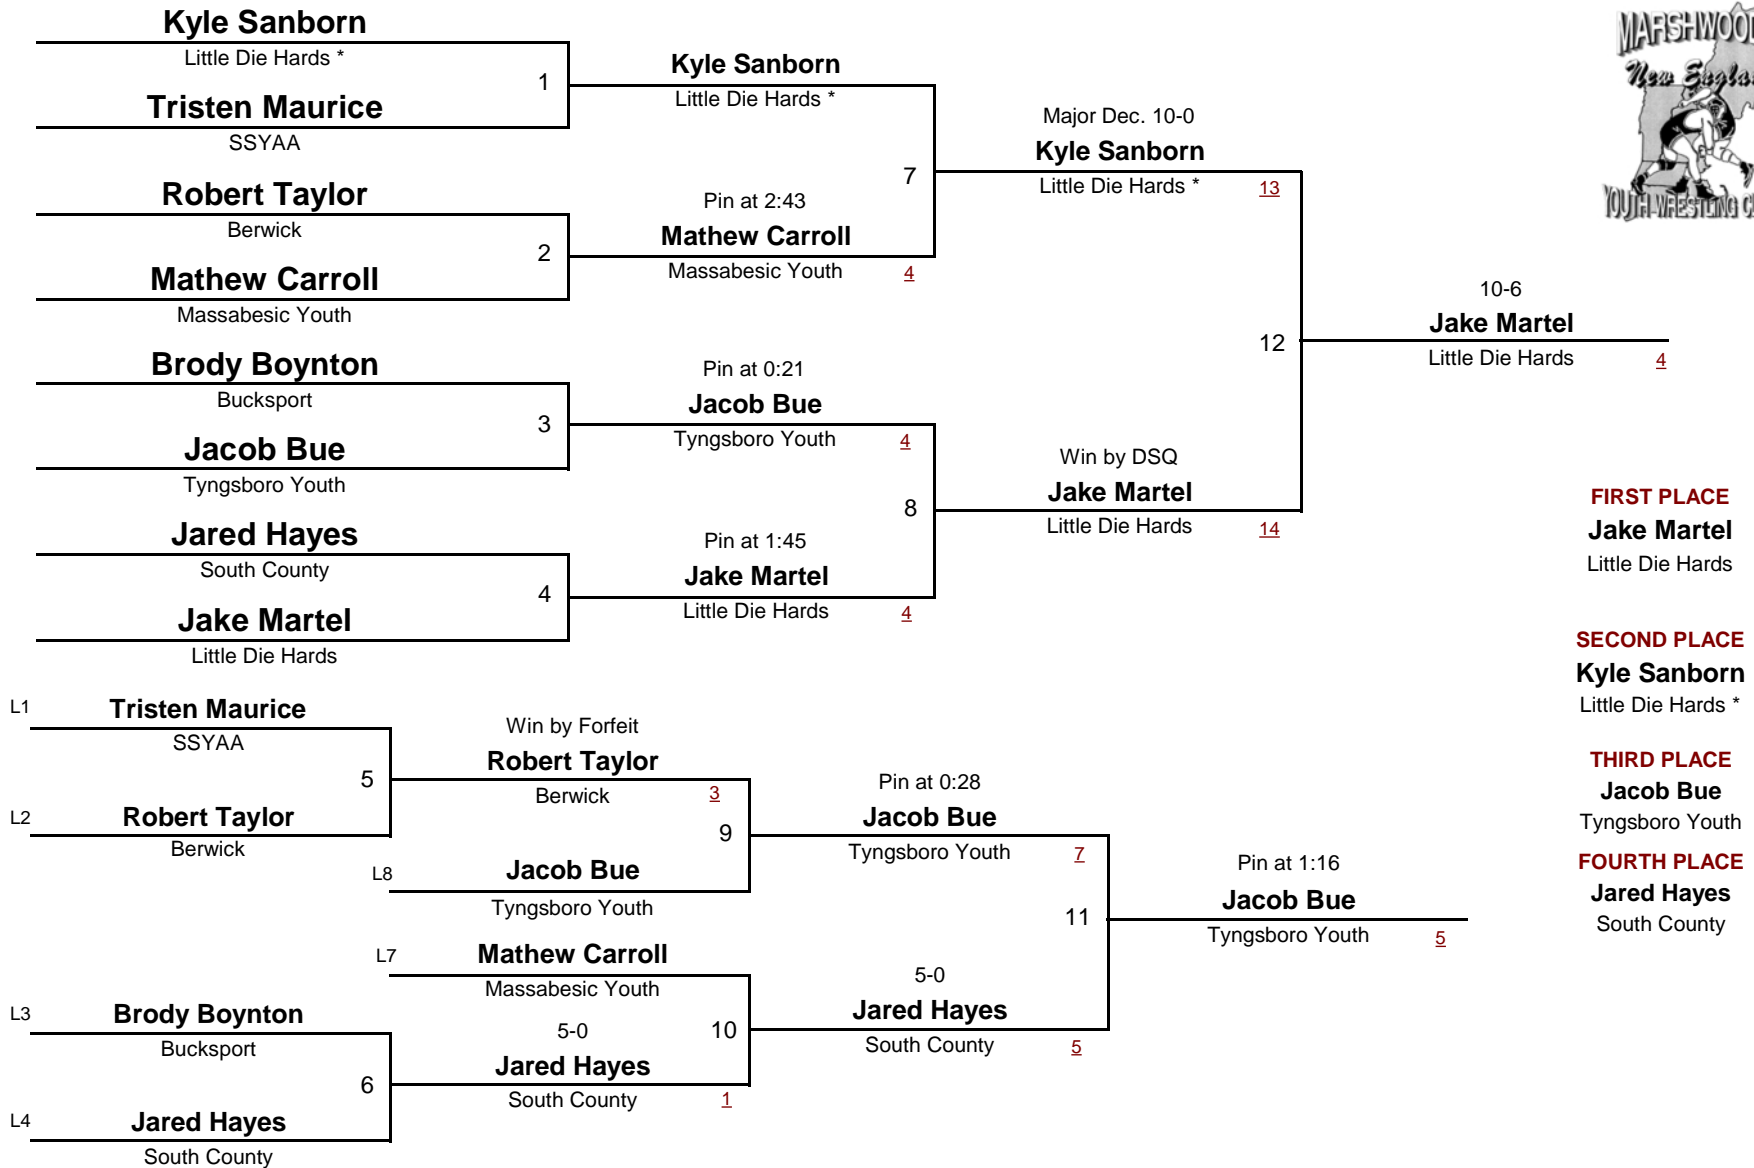 Kyle Sanborn
Little Die Hards *
1
Tristen Maurice
SSYAA
Robert Taylor
Berwick
2
Mathew Carroll
Massabesic Youth
Brody Boynton
Bucksport
3
Jacob Bue
Tyngsboro Youth
Jared Hayes
South County
4
Jake Martel
Little Die Hards
Kyle Sanborn
Little Die Hards *
7
Pin at 2:43
Mathew Carroll
Massabesic Youth 4
Pin at 0:21
Jacob Bue
Tyngsboro Youth 4
8
Pin at 1:45
Jake Martel
Little Die Hards 4
Major Dec. 10-0
Kyle Sanborn
Little Die Hards * 13
12
Win by DSQ
Jake Martel
Little Die Hards 14
10-6
Jake Martel
Little Die Hards 4
MARSHWOOD
New England
YOUTH WRESTLING
FIRST PLACE
Jake Martel
Little Die Hards
SECOND PLACE
Kyle Sanborn
Little Die Hards *
THIRD PLACE
Jacob Bue
Tyngsboro Youth
FOURTH PLACE
Jared Hayes
South County
L1 Tristen Maurice
SSYAA
5
L2 Robert Taylor
Berwick
Win by Forfeit
Robert Taylor
Berwick 3
9
L8 Jacob Bue
Tyngsboro Youth
L7 Mathew Carroll
Massabesic Youth
L3 Brody Boynton
Bucksport
6
L4 Jared Hayes
South County
5-0
10
Jared Hayes
South County 1
Pin at 0:28
Jacob Bue
Tyngsboro Youth 7
11
5-0
Jared Hayes
South County 5
Pin at 1:16
Jacob Bue
Tyngsboro Youth 5